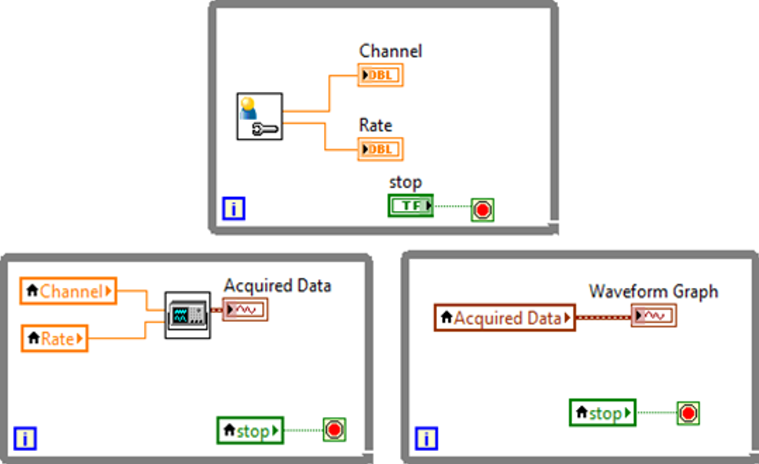 Channel
DBL
Rate
DBL
stop
TF
i
Channel
Acquired Data
Rate
stop
i
Waveform Graph
Acquired Data
stop
i